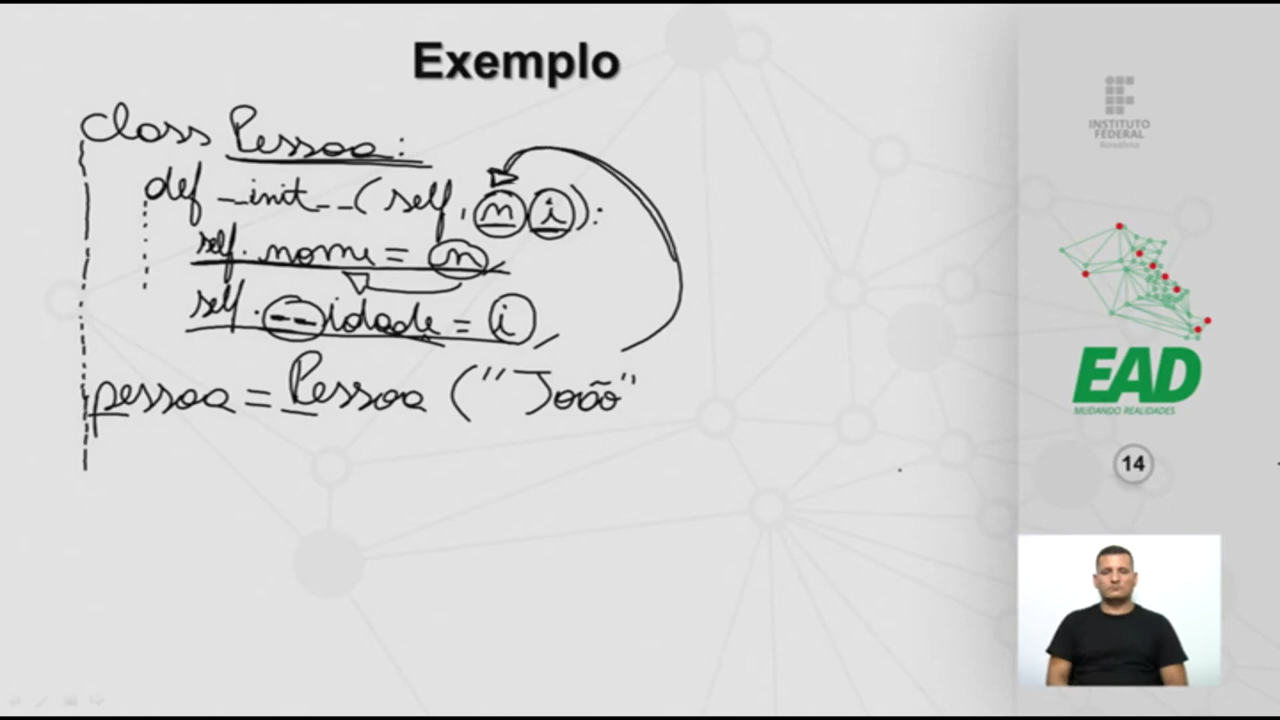 Exemplo
class Pessoa:
def __init__(self, n i):
self.nome = n
self.__idade = i
pessoa = Pessoa ("João"
INSTITUTO
FEDERAL
Rondônia
EAD
MUDANDO REALIDADES
14